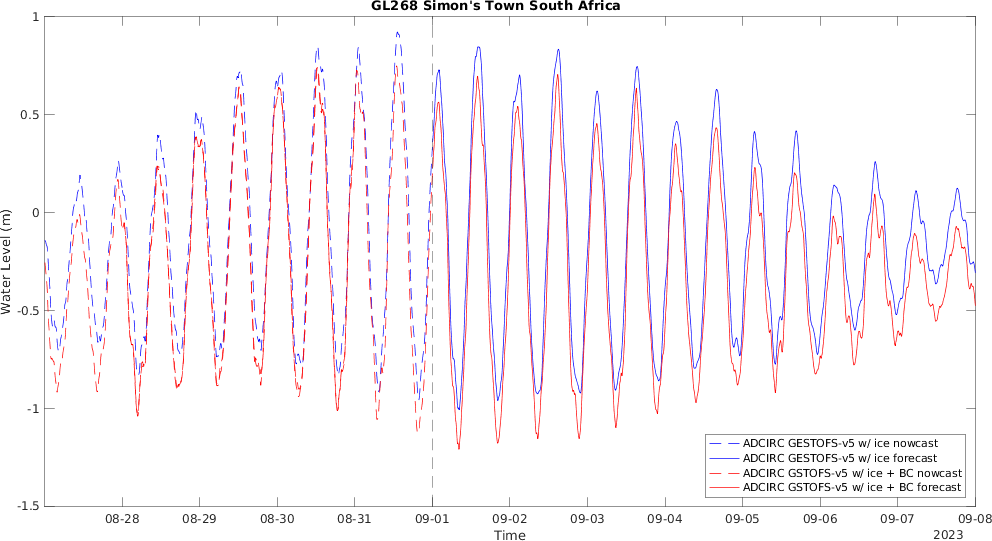 GL268 Simon's Town South Africa
Water Level (m)
1
0.5
0
-0.5
-1
-1.5
ADCIRC GESTOFS-v5 w/ ice nowcast
ADCIRC GESTOFS-v5 w/ ice forecast
ADCIRC GSTOFS-v5 w/ ice + BC nowcast
ADCIRC GSTOFS-v5 w/ ice + BC forecast
08-28 08-29 08-30 08-31 09-01 09-02 09-03 09-04 09-05 09-06 09-07 09-08
Time
2023